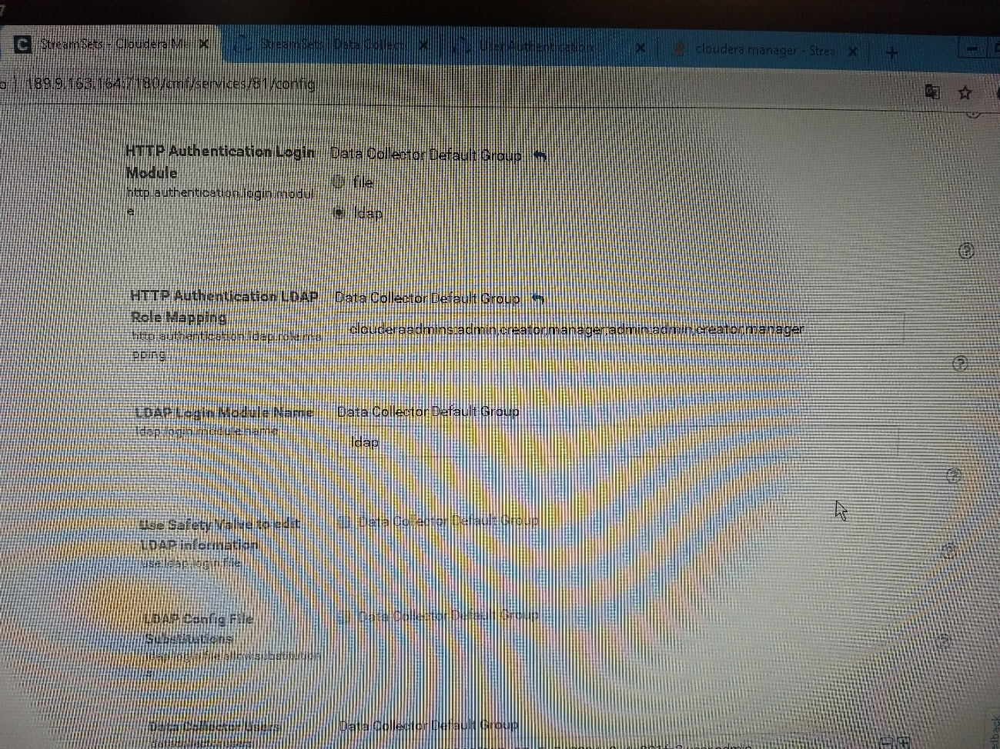 StreamSets - Cloudera M
StreamSets | Data Collect
User Authentication
cloudera manager - Strea
189.9.163.164:7180/cmf/services/81/config
HTTP Authentication Login
Module
http.authentication.login.modul
e
Data Collector Default Group
file
ldap
HTTP Authentication LDAP
Role Mapping
http.authentication.ldap.role.ma
pping
Data Collector Default Group
clouderaadmins:admin,creator,manager;admin:admin,creator,manager
LDAP Login Module Name
ldap.login.module.name
Data Collector Default Group
ldap
Use Safety Valve to edit
LDAP information
use.ldap.login.file
Data Collector Default Group
LDAP Config File
Substitutions
ldap.login.file.allow.substitution
s
Data Collector Default Group
Data Collector Users
Data Collector Default Group